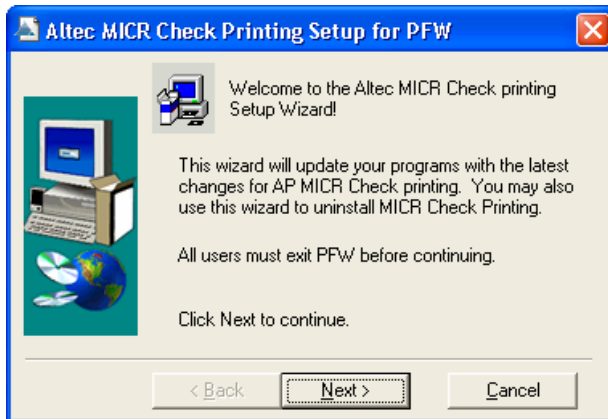 Altec MICR Check Printing Setup for PFW
Welcome to the Altec MICR Check printing
Setup Wizard!
This wizard will update your programs with the latest
changes for AP MICR Check printing. You may also
use this wizard to uninstall MICR Check Printing.
All users must exit PFW before continuing.
Click Next to continue.
< Back Next > Cancel